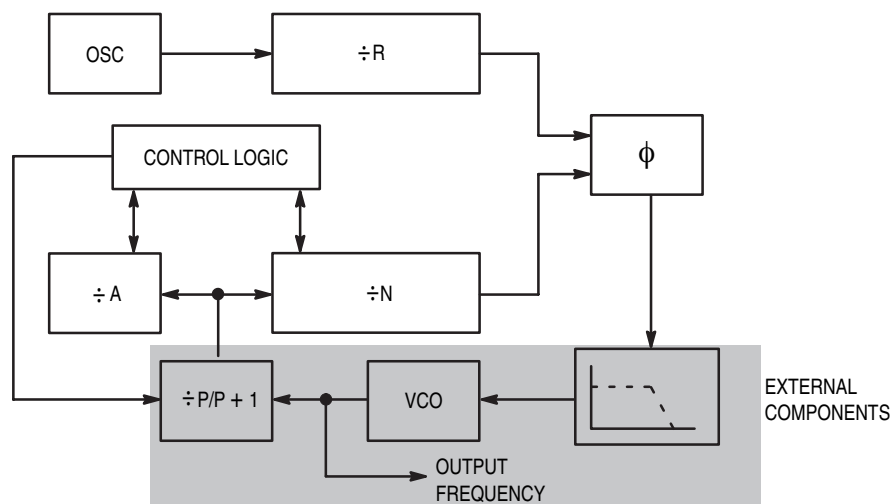 OSC
÷ R
CONTROL LOGIC
ϕ
÷ A
÷ N
÷ P/P + 1
VCO
EXTERNAL
COMPONENTS
OUTPUT
FREQUENCY